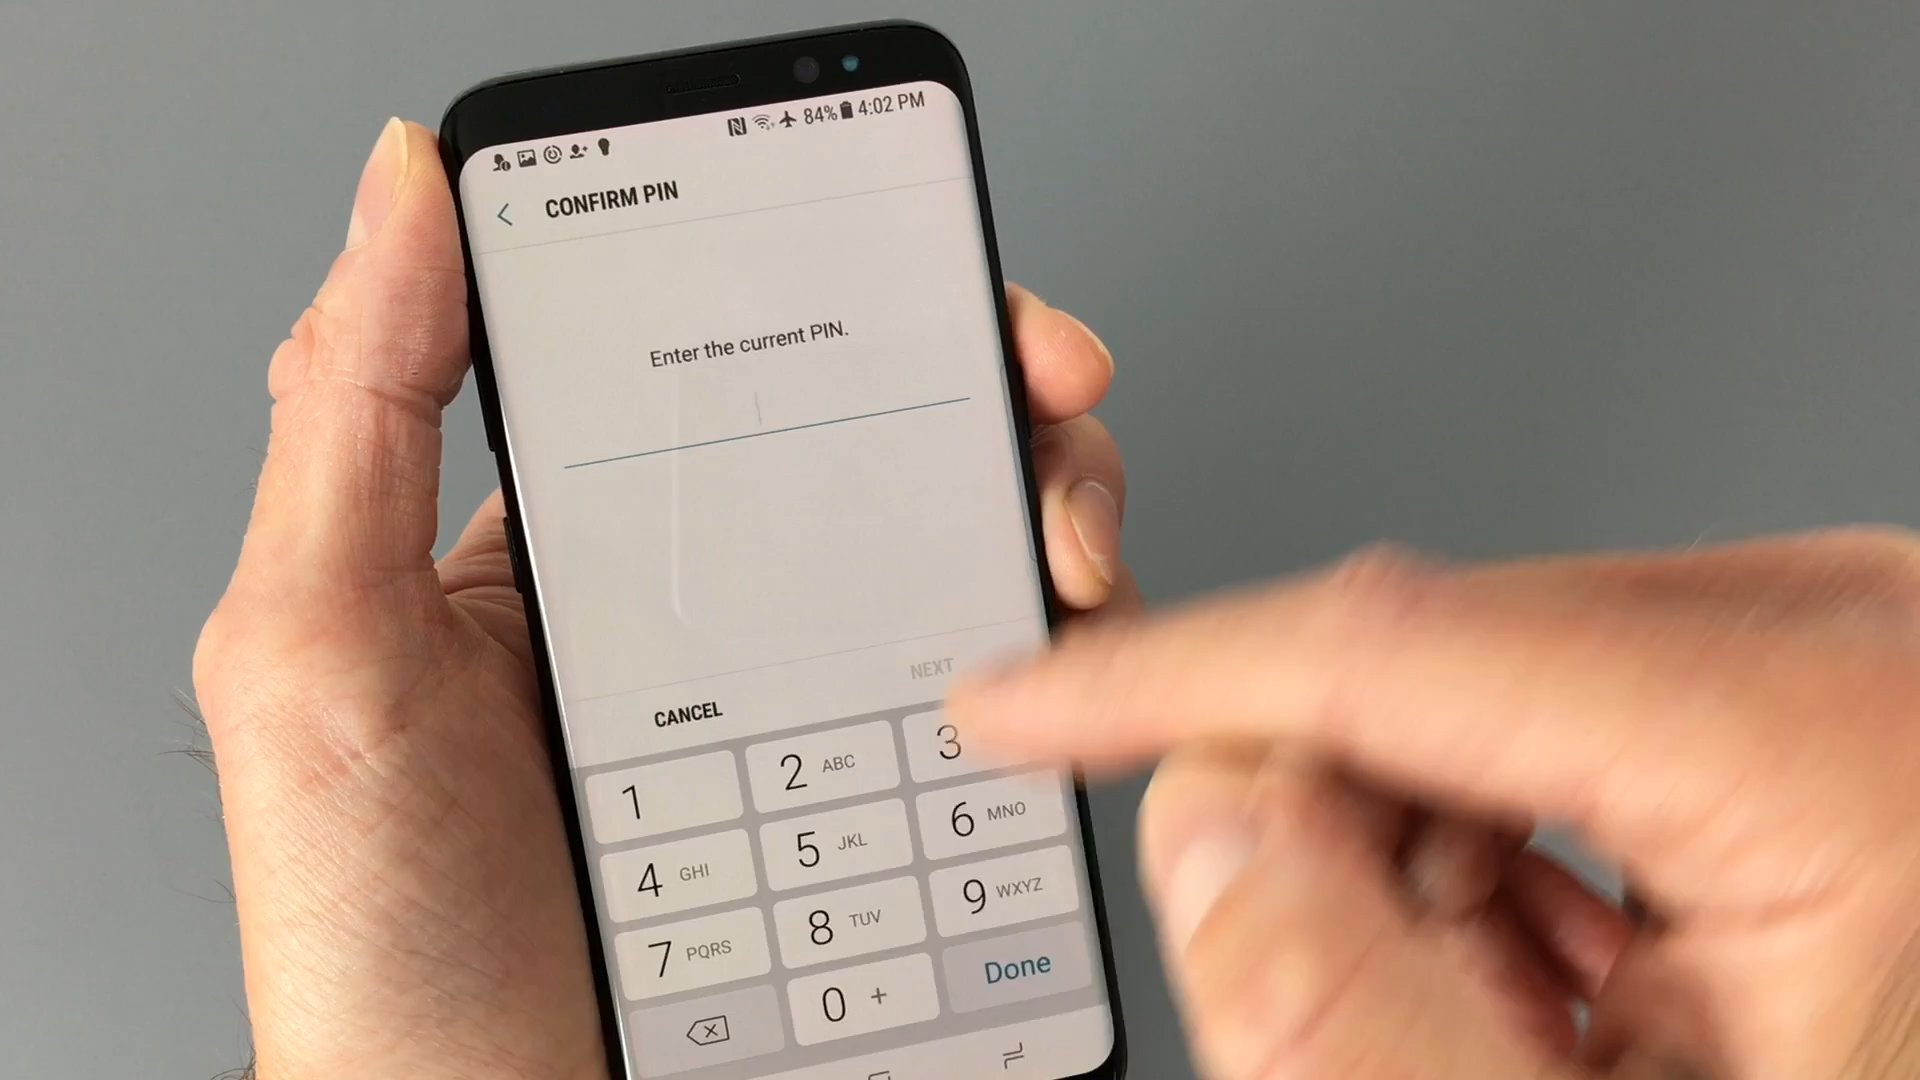 84% 4:02 PM
CONFIRM PIN
Enter the current PIN.
CANCEL NEXT
1 2 ABC 3
4 GHI 5 JKL 6 MNO
7 PQRS 8 TUV 9 WXYZ
0 + Done